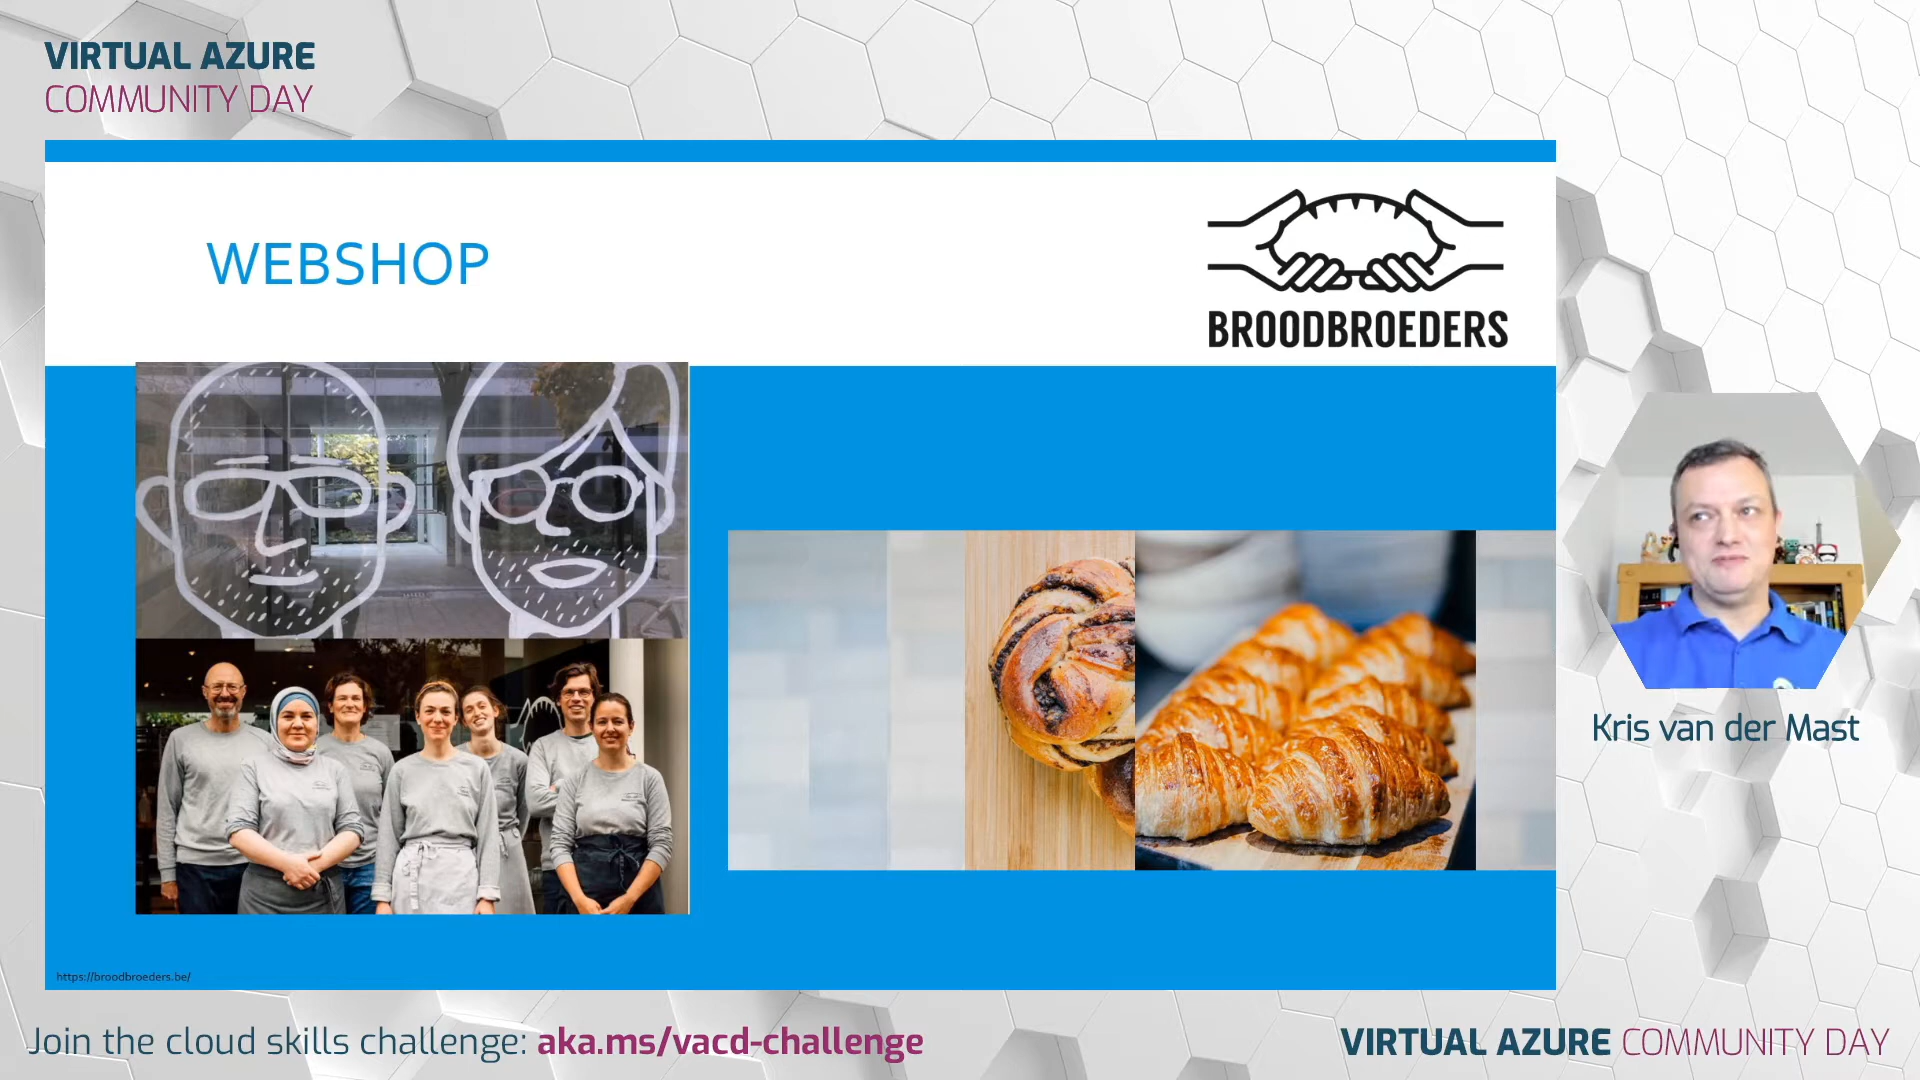 VIRTUAL AZURE
COMMUNITY DAY
WEBSHOP
BROODBROEDERS
Kris van der Mast
https://broodbroeders.be/
Join the cloud skills challenge: aka.ms/vacd-challenge
VIRTUAL AZURE COMMUNITY DAY